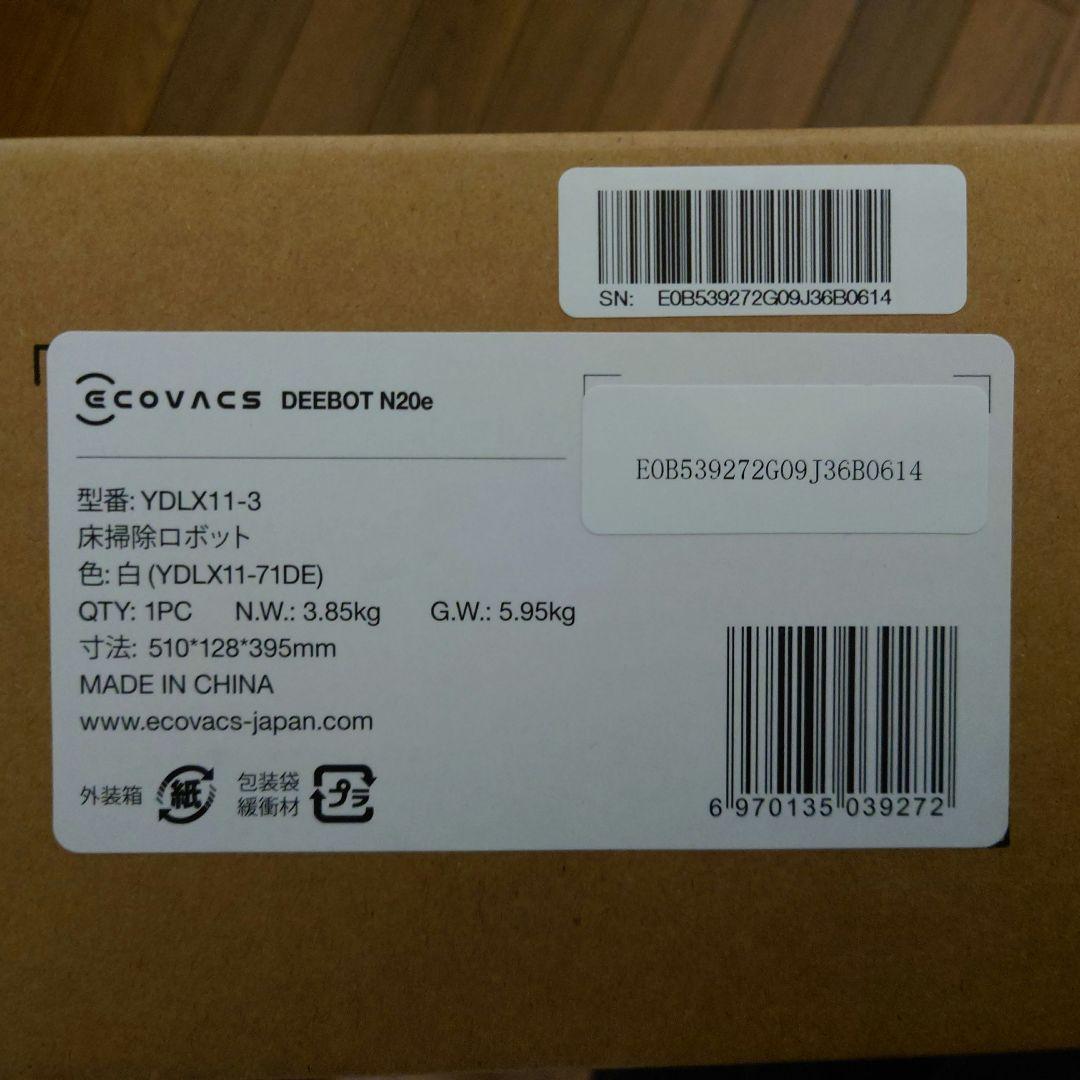 SN: E0B539272G09J36B0614
ECOVACS DEEBOT N20e
E0B539272G09J36B0614
型番: YDLX11-3
床掃除ロボット
色: 白 (YDLX11-71DE)
QTY: 1PC N.W.: 3.85kg G.W.: 5.95kg
寸法: 510*128*395mm
MADE IN CHINA
www.ecovacs-japan.com
外装箱 紙 包装袋
緩衝材 プラ
6 970135 039272